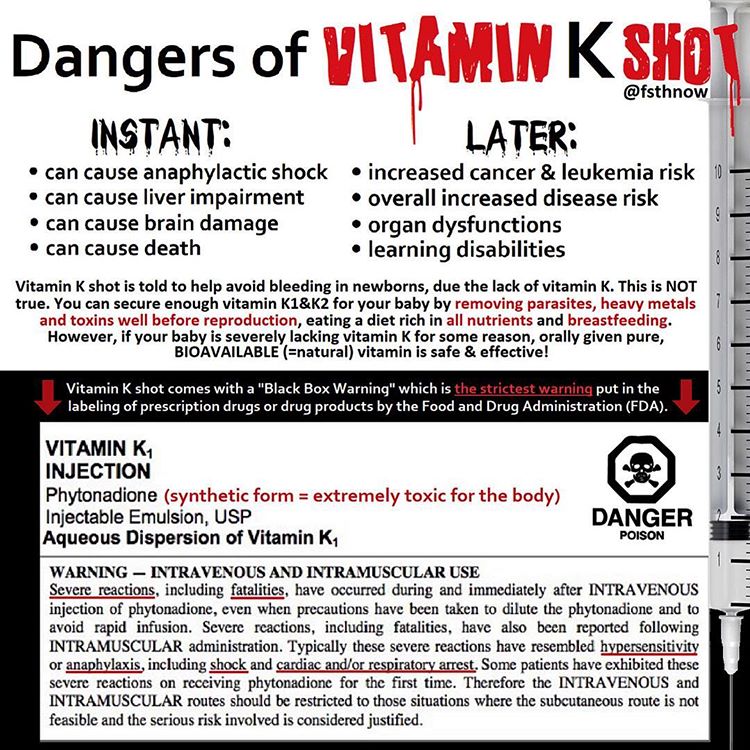 Dangers of VITAMIN K SHOT
@fsthnow
INSTANT:
• can cause anaphylactic shock
• can cause liver impairment
• can cause brain damage
• can cause death
LATER:
• increased cancer & leukemia risk
• overall increased disease risk
• organ dysfunctions
• learning disabilities
Vitamin K shot is told to help avoid bleeding in newborns, due the lack of vitamin K. This is NOT
true. You can secure enough vitamin K1&K2 for your baby by removing parasites, heavy metals
and toxins well before reproduction, eating a diet rich in all nutrients and breastfeeding.
However, if your baby is severely lacking vitamin K for some reason, orally given pure,
BIOAVAILABLE (=natural) vitamin is safe & effective!
Vitamin K shot comes with a "Black Box Warning" which is the strictest warning put in the
labeling of prescription drugs or drug products by the Food and Drug Administration (FDA).
VITAMIN K₁
INJECTION
Phytonadione (synthetic form = extremely toxic for the body)
Injectable Emulsion, USP
Aqueous Dispersion of Vitamin K₁
DANGER
POISON
WARNING — INTRAVENOUS AND INTRAMUSCULAR USE
Severe reactions, including fatalities, have occurred during and immediately after INTRAVENOUS
injection of phytonadione, even when precautions have been taken to dilute the phytonadione and to
avoid rapid infusion. Severe reactions, including fatalities, have also been reported following
INTRAMUSCULAR administration. Typically these severe reactions have resembled hypersensitivity
or anaphylaxis, including shock and cardiac and/or respiratory arrest. Some patients have exhibited these
severe reactions on receiving phytonadione for the first time. Therefore the INTRAVENOUS and
INTRAMUSCULAR routes should be restricted to those situations where the subcutaneous route is not
feasible and the serious risk involved is considered justified.
10
9
8
7
6
5
4
3
2
1